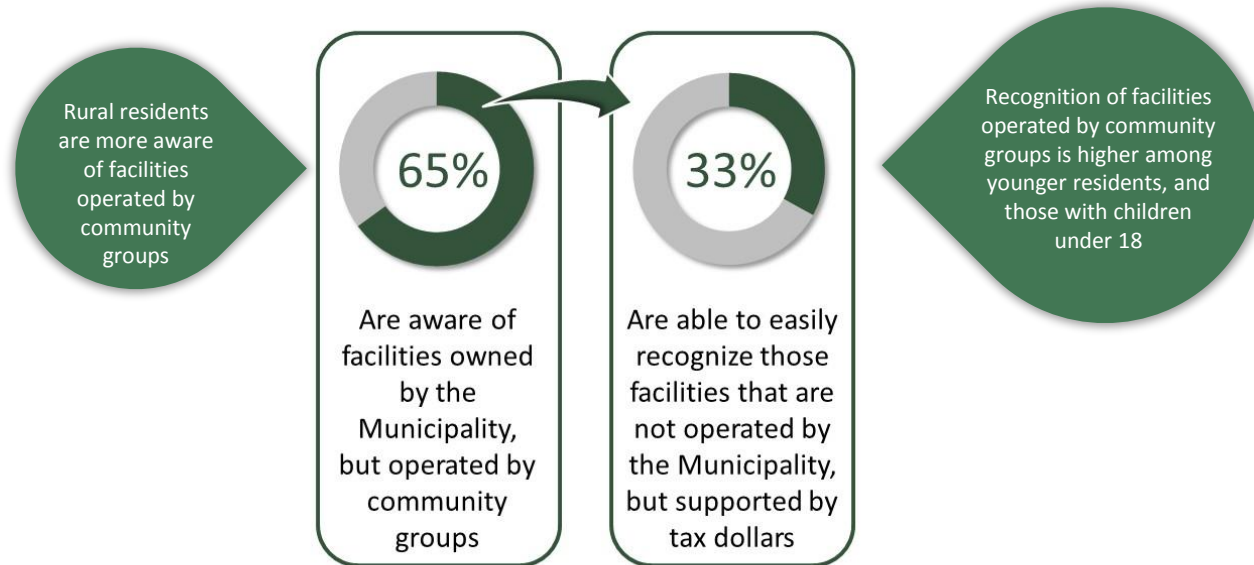 Rural residents
are more aware
of facilities
operated by
community
groups
65%
Are aware of
facilities owned
by the
Municipality,
but operated by
community
groups
33%
Are able to easily
recognize those
facilities that are
not operated by
the Municipality,
but supported by
tax dollars
Recognition of facilities
operated by community
groups is higher among
younger residents, and
those with children
under 18